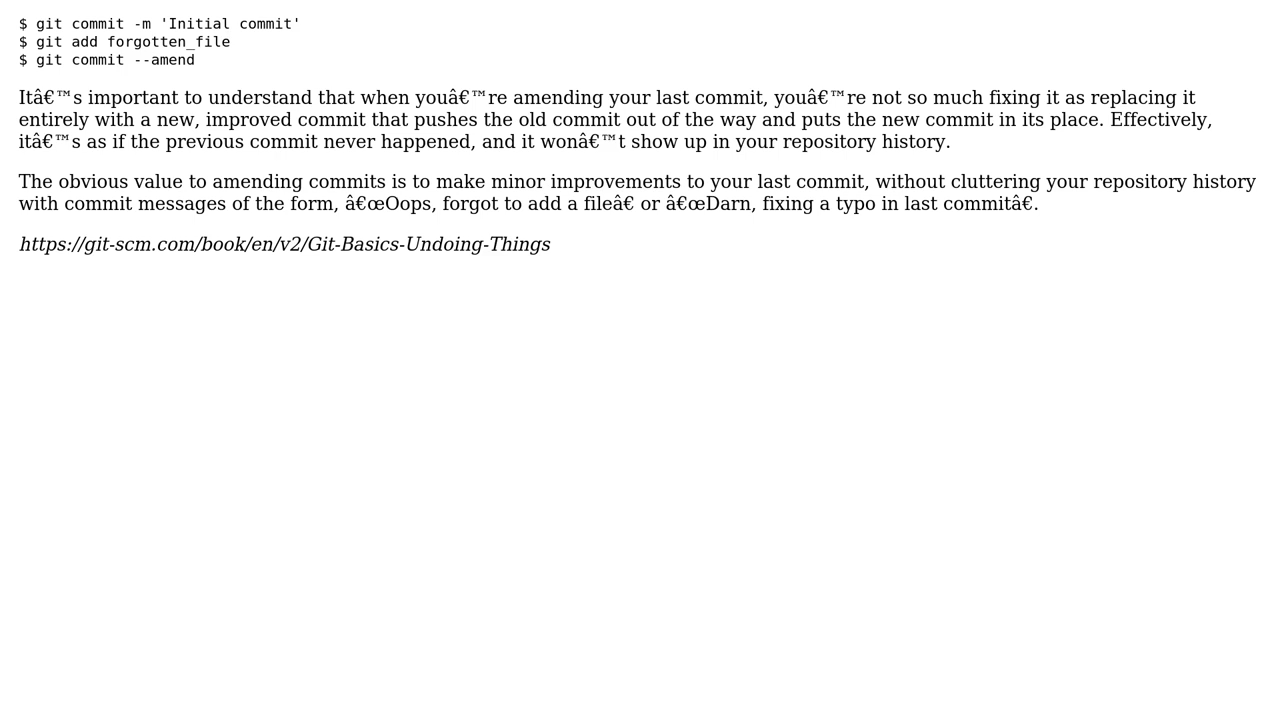 $ git commit -m 'Initial commit'
$ git add forgotten_file
$ git commit --amend
Itâ€™s important to understand that when youâ€™re amending your last commit, youâ€™re not so much fixing it as replacing it
entirely with a new, improved commit that pushes the old commit out of the way and puts the new commit in its place. Effectively,
itâ€™s as if the previous commit never happened, and it wonâ€™t show up in your repository history.
The obvious value to amending commits is to make minor improvements to your last commit, without cluttering your repository history
with commit messages of the form, â€œOops, forgot to add a fileâ€ or â€œDarn, fixing a typo in last commitâ€.
https://git-scm.com/book/en/v2/Git-Basics-Undoing-Things